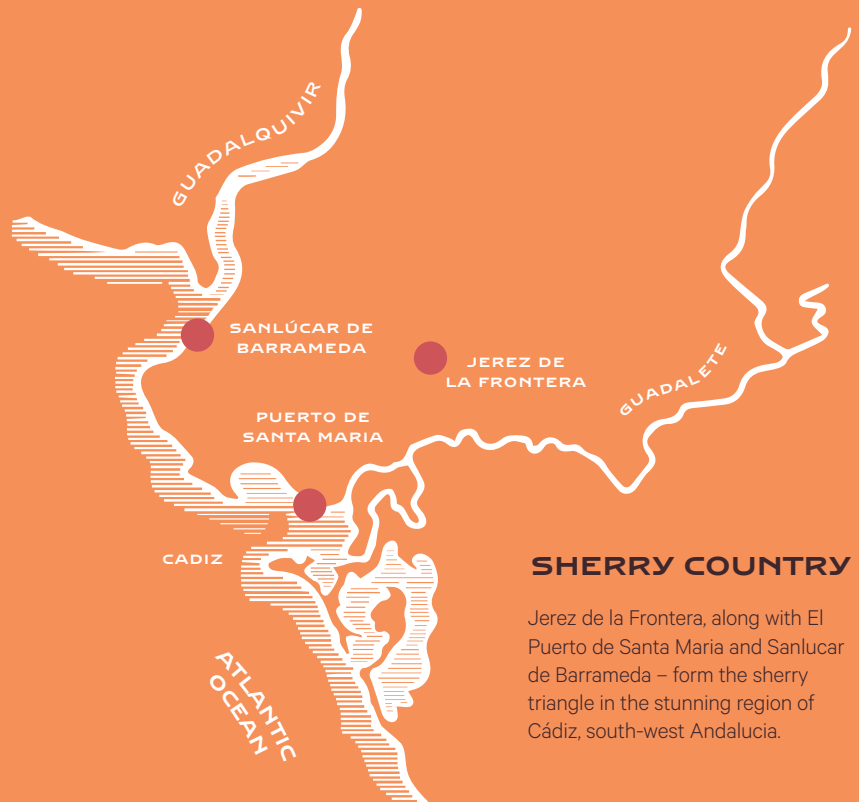 GUADALQUIVIR
SANLÚCAR DE
BARRAMEDA
JEREZ DE
LA FRONTERA
GUADALETE
PUERTO DE
SANTA MARIA
CADIZ
ATLANTIC
OCEAN
SHERRY COUNTRY
Jerez de la Frontera, along with El
Puerto de Santa Maria and Sanlucar
de Barrameda – form the sherry
triangle in the stunning region of
Cádiz, south-west Andalucia.